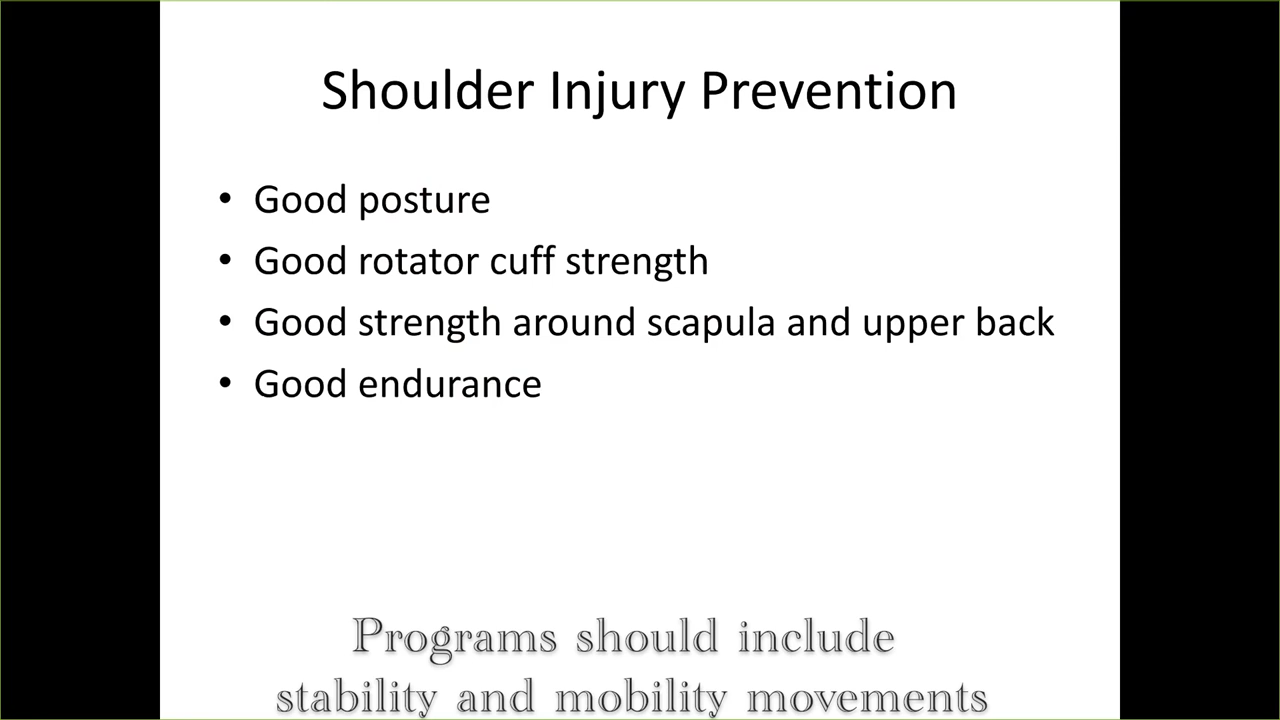 Shoulder Injury Prevention
• Good posture
• Good rotator cuff strength
• Good strength around scapula and upper back
• Good endurance
Programs should include
stability and mobility movements